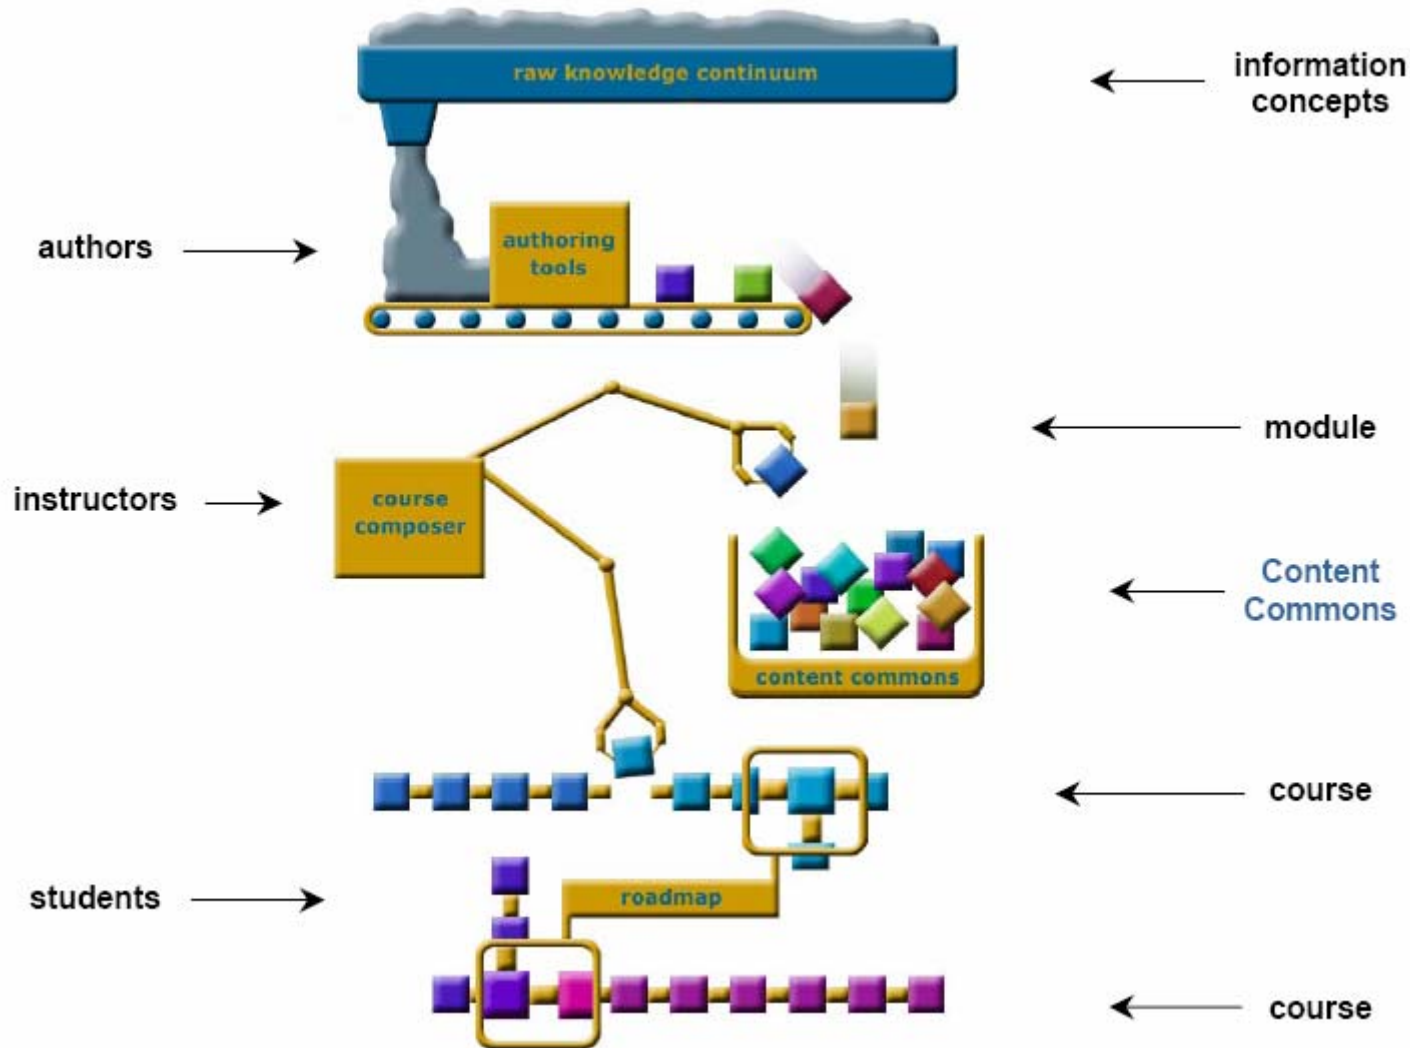 raw knowledge continuum
information
concepts
authors
authoring
tools
module
instructors
course
composer
Content
Commons
content commons
course
students
roadmap
course